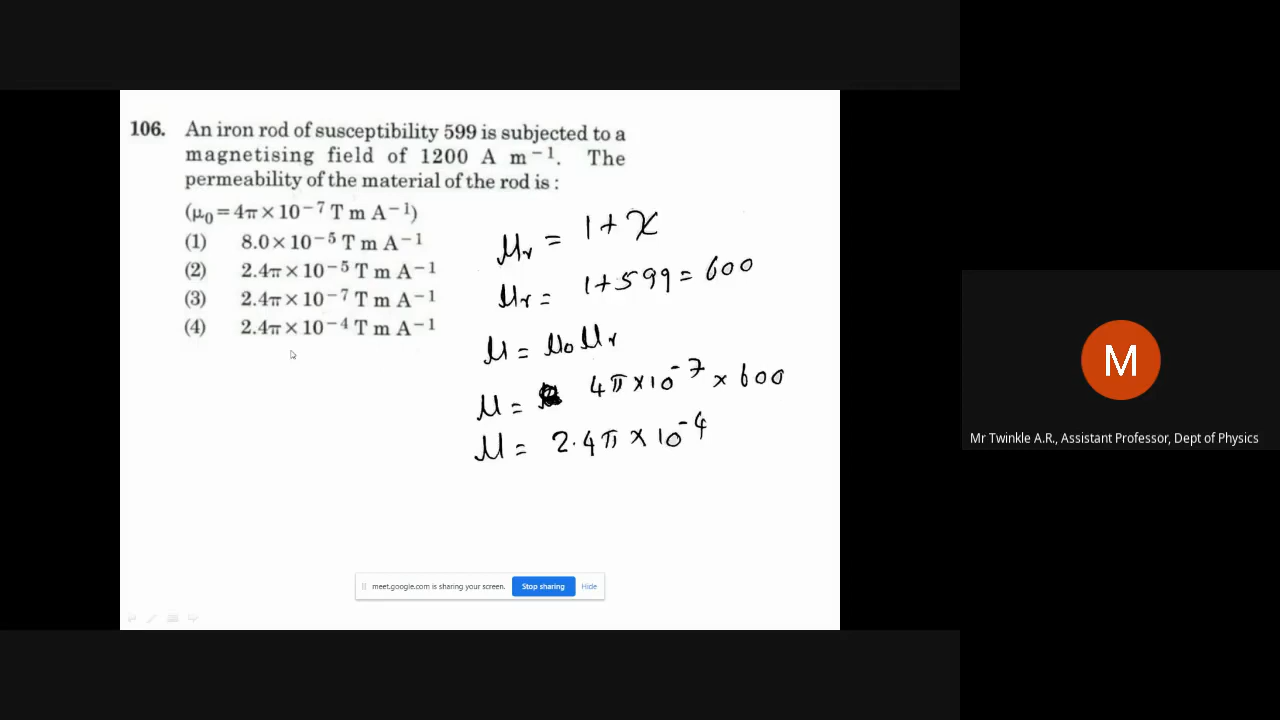 106. An iron rod of susceptibility 599 is subjected to a
magnetising field of 1200 A m⁻¹. The
permeability of the material of the rod is :
(μ₀ = 4π × 10⁻⁷ T m A⁻¹)
(1) 8.0 × 10⁻⁵ T m A⁻¹
(2) 2.4π × 10⁻⁵ T m A⁻¹
(3) 2.4π × 10⁻⁷ T m A⁻¹
(4) 2.4π × 10⁻⁴ T m A⁻¹
μr = 1 + χ
μr = 1 + 599 = 600
μ = μ₀ μr
μ = 4π × 10⁻⁷ × 600
μ = 2.4π × 10⁻⁴
meet.google.com is sharing your screen. Stop sharing Hide
M
Mr Twinkle A.R., Assistant Professor, Dept of Physics